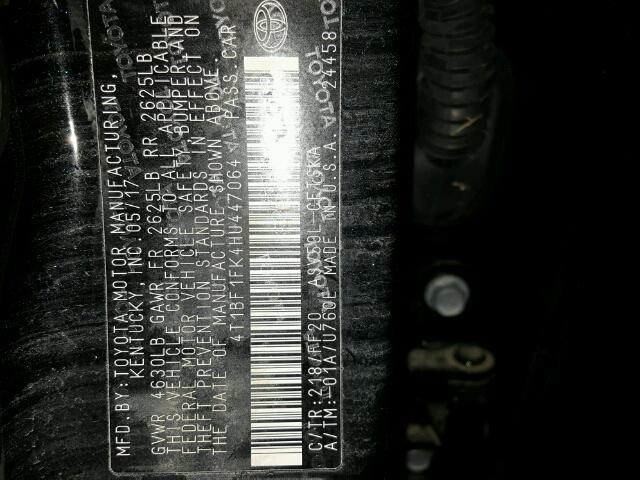 MFD.BY: TOYOTA MOTOR MANUFACTURING,
KENTUCKY, INC. 05/17
GVWR 4630LB GAWR FR 2625LB RR 2625LB
THIS VEHICLE CONFORMS TO ALL APPLICABLE
FEDERAL MOTOR VEHICLE SAFETY, BUMPER AND
THEFT PREVENTION STANDARDS IN EFFECT ON
THE DATE OF MANUFACTURE SHOWN ABOVE.
4T1BF1FK4HU447064 PASS. CAR
C/TR: 218/FF20
A/TM: MADE IN U.S.A. 24458
TOYOTA